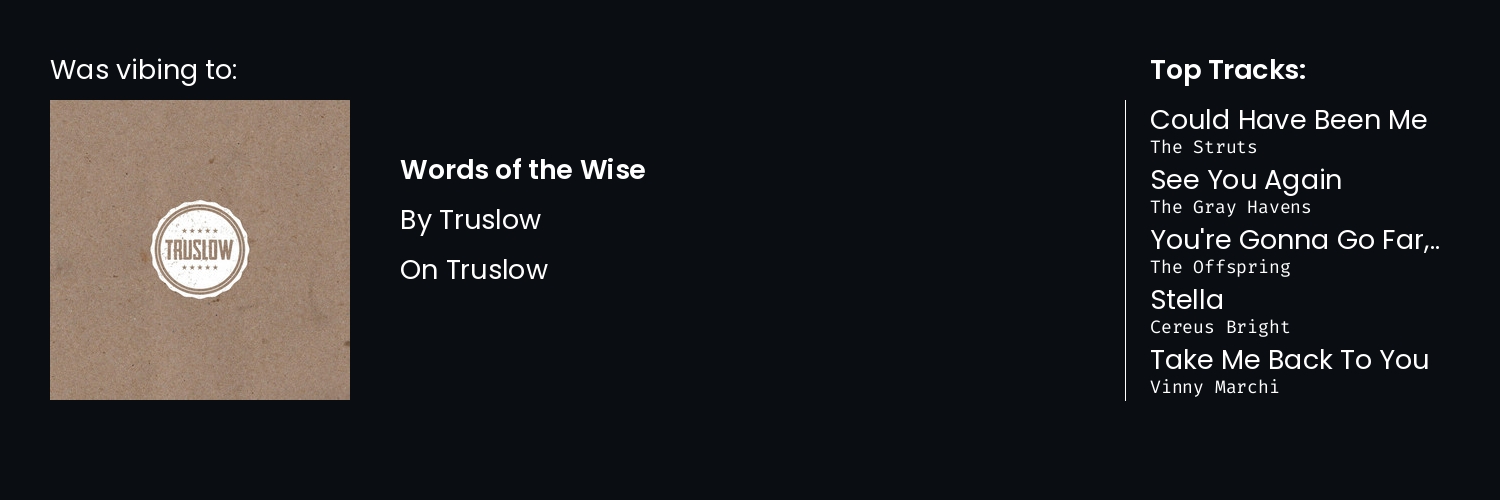 Was vibing to:
TRUSLOW
Words of the Wise
By Truslow
On Truslow
Top Tracks:
Could Have Been Me
The Struts
See You Again
The Gray Havens
You're Gonna Go Far,..
The Offspring
Stella
Cereus Bright
Take Me Back To You
Vinny Marchi